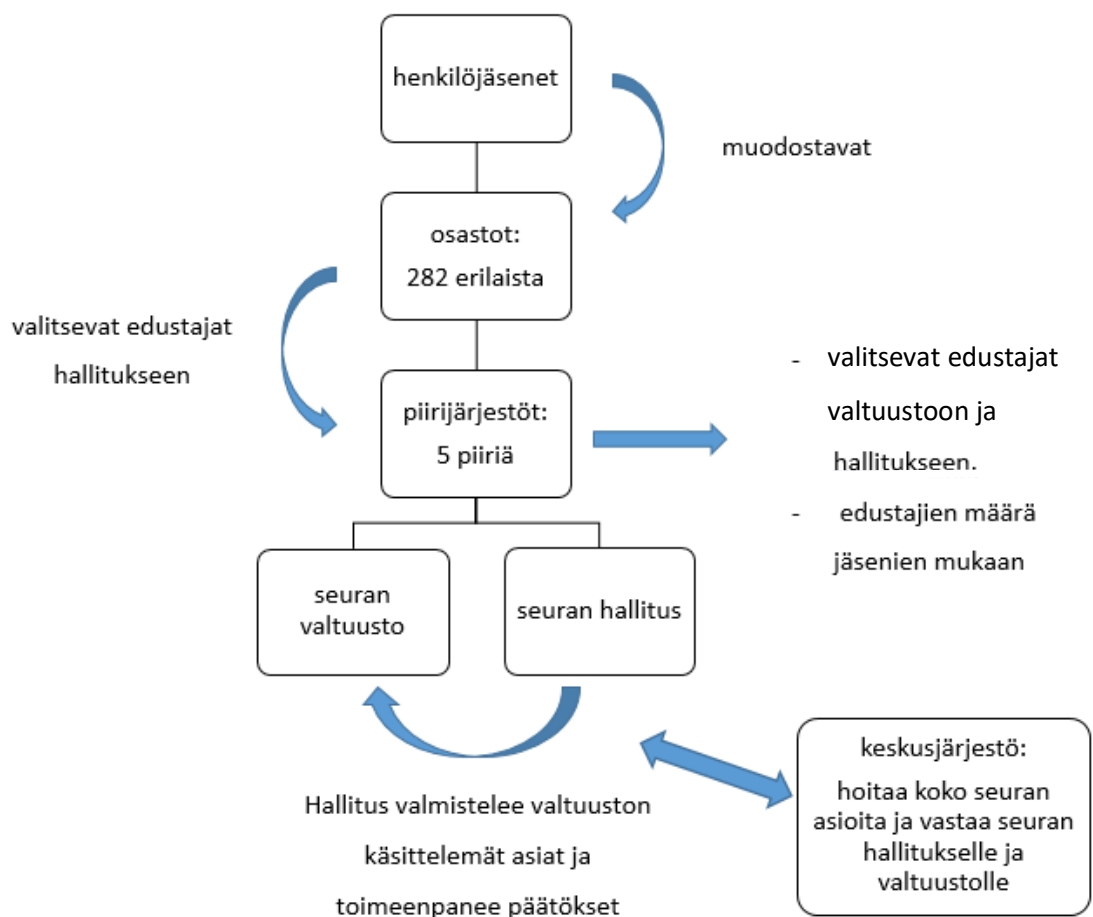 henkilöjäsenet
muodostavat
osastot:
282 erilaista
valitsevat edustajat
hallitukseen
piirijärjestöt:
5 piiriä
- valitsevat edustajat
valtuustoon ja
hallitukseen.
- edustajien määrä
jäsenien mukaan
seuran
valtuusto
seuran hallitus
Hallitus valmistelee valtuuston
käsittelemät asiat ja
toimeenpanee päätökset
keskusjärjestö:
hoitaa koko seuran
asioita ja vastaa seuran
hallitukselle ja
valtuustolle